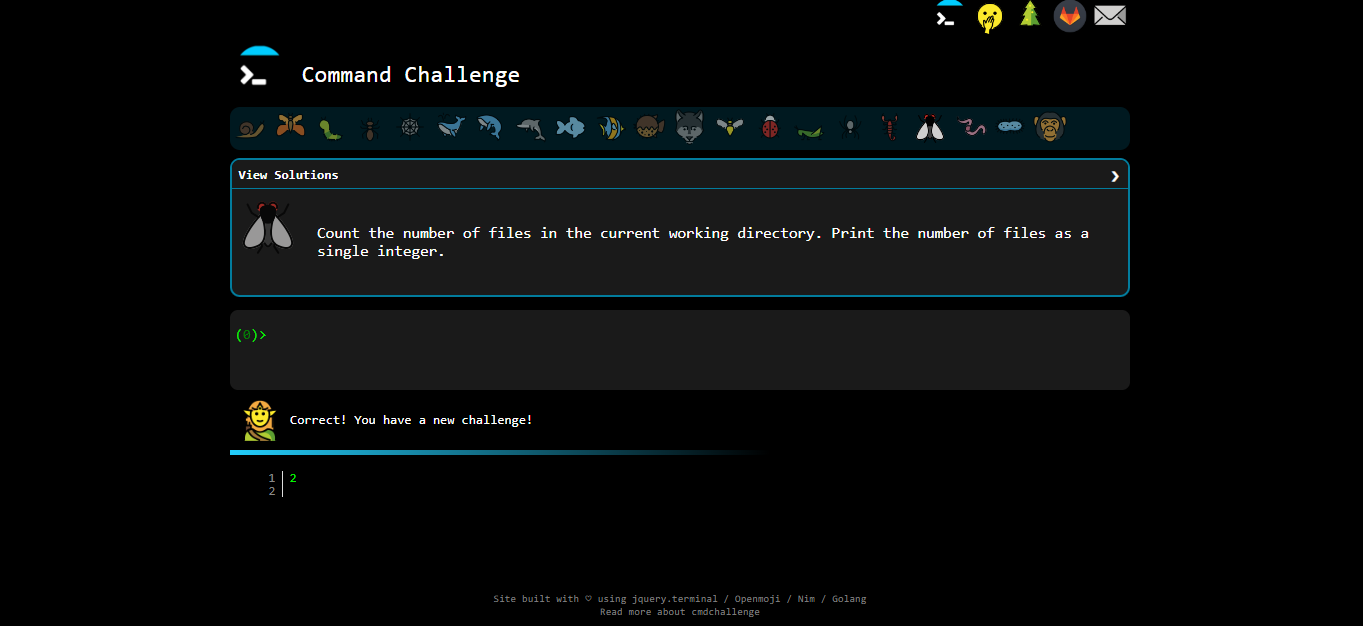 Command Challenge
View Solutions
Count the number of files in the current working directory. Print the number of files as a
single integer.
(0)>
Correct! You have a new challenge!
1 2
2
Site built with ♡ using jquery.terminal / Openmoji / Nim / Golang
Read more about cmdchallenge